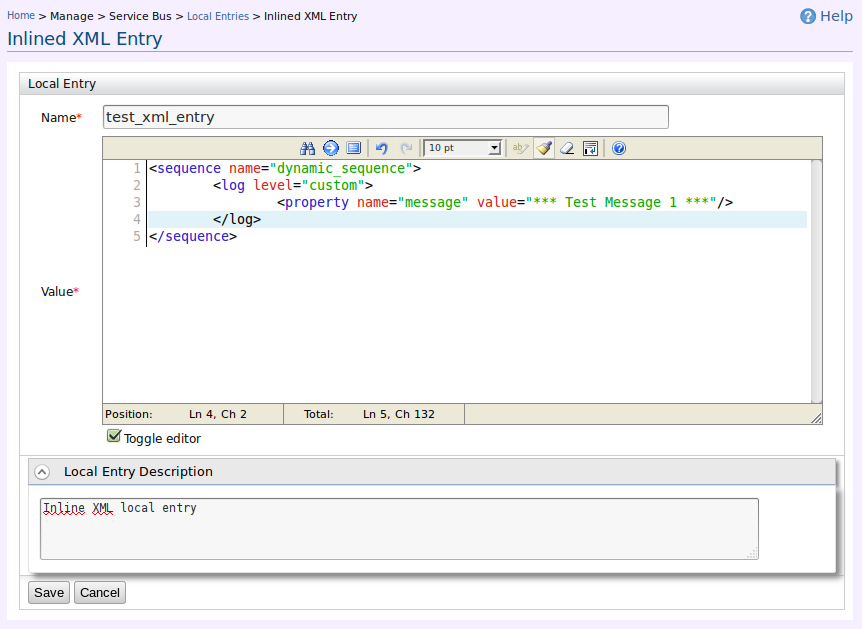 Home > Manage > Service Bus > Local Entries > Inlined XML Entry
Help
Inlined XML Entry
Local Entry
Name*
test_xml_entry
10 pt
1 <sequence name="dynamic_sequence">
2 <log level="custom">
3 <property name="message" value="*** Test Message 1 ***"/>
4 </log>
5 </sequence>
Value*
Position: Ln 4, Ch 2 Total: Ln 5, Ch 132
Toggle editor
Local Entry Description
Inline XML local entry
Save Cancel